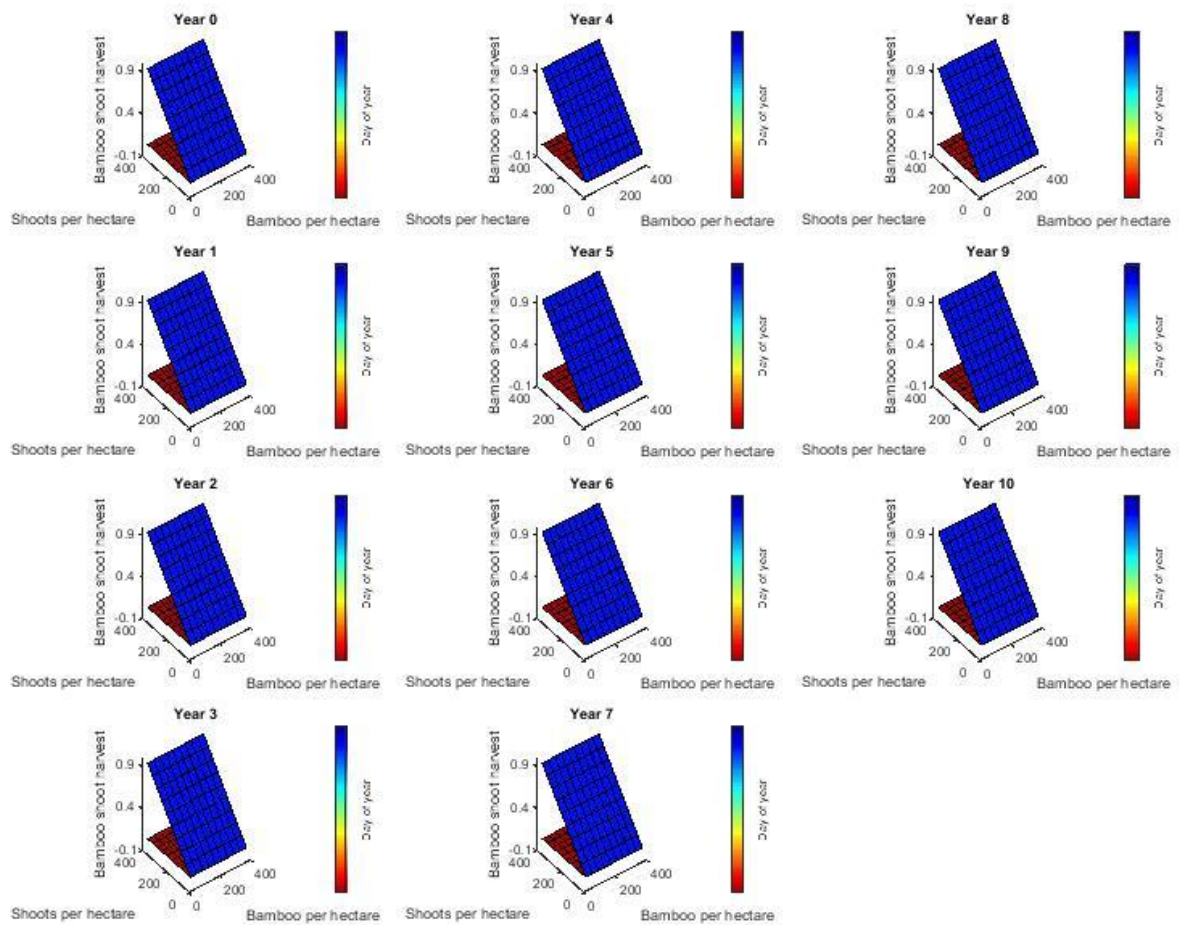 Year 0
Bamboo shoot harvest
0.9
0.4
-0.1
400
200
0
0
200
400
Shoots per hectare
Bamboo per hectare
Day of year
Year 4
Bamboo shoot harvest
0.9
0.4
-0.1
400
200
0
0
200
400
Shoots per hectare
Bamboo per hectare
Day of year
Year 8
Bamboo shoot harvest
0.9
0.4
-0.1
400
200
0
0
200
400
Shoots per hectare
Bamboo per hectare
Day of year
Year 1
Bamboo shoot harvest
0.9
0.4
-0.1
400
200
0
0
200
400
Shoots per hectare
Bamboo per hectare
Day of year
Year 5
Bamboo shoot harvest
0.9
0.4
-0.1
400
200
0
0
200
400
Shoots per hectare
Bamboo per hectare
Day of year
Year 9
Bamboo shoot harvest
0.9
0.4
-0.1
400
200
0
0
200
400
Shoots per hectare
Bamboo per hectare
Day of year
Year 2
Bamboo shoot harvest
0.9
0.4
-0.1
400
200
0
0
200
400
Shoots per hectare
Bamboo per hectare
Day of year
Year 6
Bamboo shoot harvest
0.9
0.4
-0.1
400
200
0
0
200
400
Shoots per hectare
Bamboo per hectare
Day of year
Year 10
Bamboo shoot harvest
0.9
0.4
-0.1
400
200
0
0
200
400
Shoots per hectare
Bamboo per hectare
Day of year
Year 3
Bamboo shoot harvest
0.9
0.4
-0.1
400
200
0
0
200
400
Shoots per hectare
Bamboo per hectare
Day of year
Year 7
Bamboo shoot harvest
0.9
0.4
-0.1
400
200
0
0
200
400
Shoots per hectare
Bamboo per hectare
Day of year